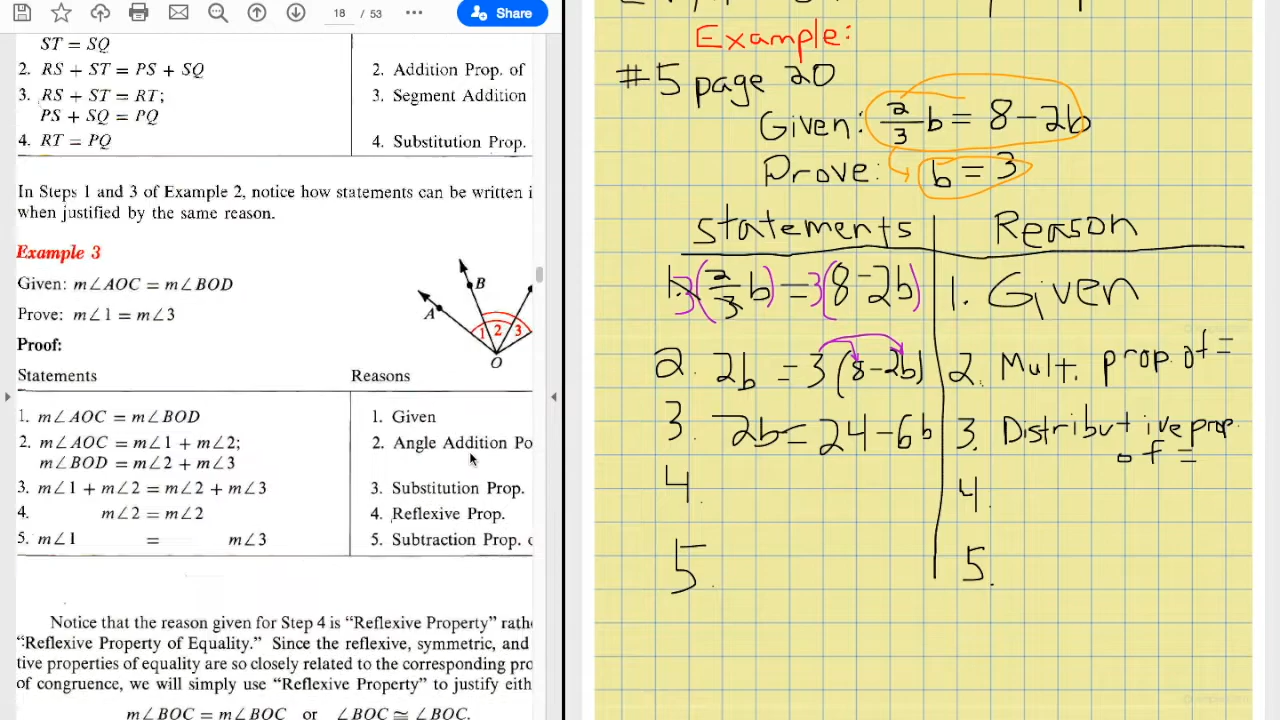 18 / 53
Share
ST = SQ
2. RS + ST = PS + SQ
2. Addition Prop. of
3. RS + ST = RT;
3. Segment Addition
PS + SQ = PQ
4. RT = PQ
4. Substitution Prop.
In Steps 1 and 3 of Example 2, notice how statements can be written i
when justified by the same reason.
Example 3
Given: m∠AOC = m∠BOD
Prove: m∠1 = m∠3
Proof:
A
B
1 2 3
O
Statements
Reasons
1. m∠AOC = m∠BOD
1. Given
2. m∠AOC = m∠1 + m∠2;
2. Angle Addition Po
m∠BOD = m∠2 + m∠3
3. m∠1 + m∠2 = m∠2 + m∠3
3. Substitution Prop.
4. m∠2 = m∠2
4. Reflexive Prop.
5. m∠1 = m∠3
5. Subtraction Prop. o
Notice that the reason given for Step 4 is “Reflexive Property” rath
“Reflexive Property of Equality.” Since the reflexive, symmetric, and
tive properties of equality are so closely related to the corresponding pro
of congruence, we will simply use “Reflexive Property” to justify eith
m∠BOC = m∠BOC or ∠BOC ≅ ∠BOC.
Example:
#5 page 20
Given: 2/3 b = 8 - 2b
Prove: b = 3
statements
Reason
1. 3(2/3 b) = 3(8 - 2b)
1. Given
2. 2b = 3(8 - 2b)
2. Mult. prop. of =
3. 2b = 24 - 6b
3. Distributive prop.
of =
4.
4.
5
5.